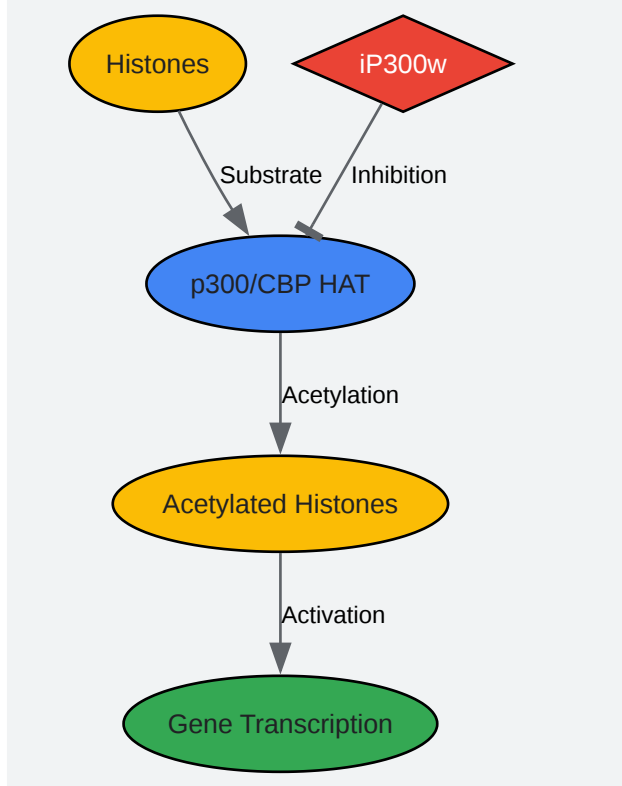 Histones
iP300w
Substrate
Inhibition
p300/CBP HAT
Acetylation
Acetylated Histones
Activation
Gene Transcription